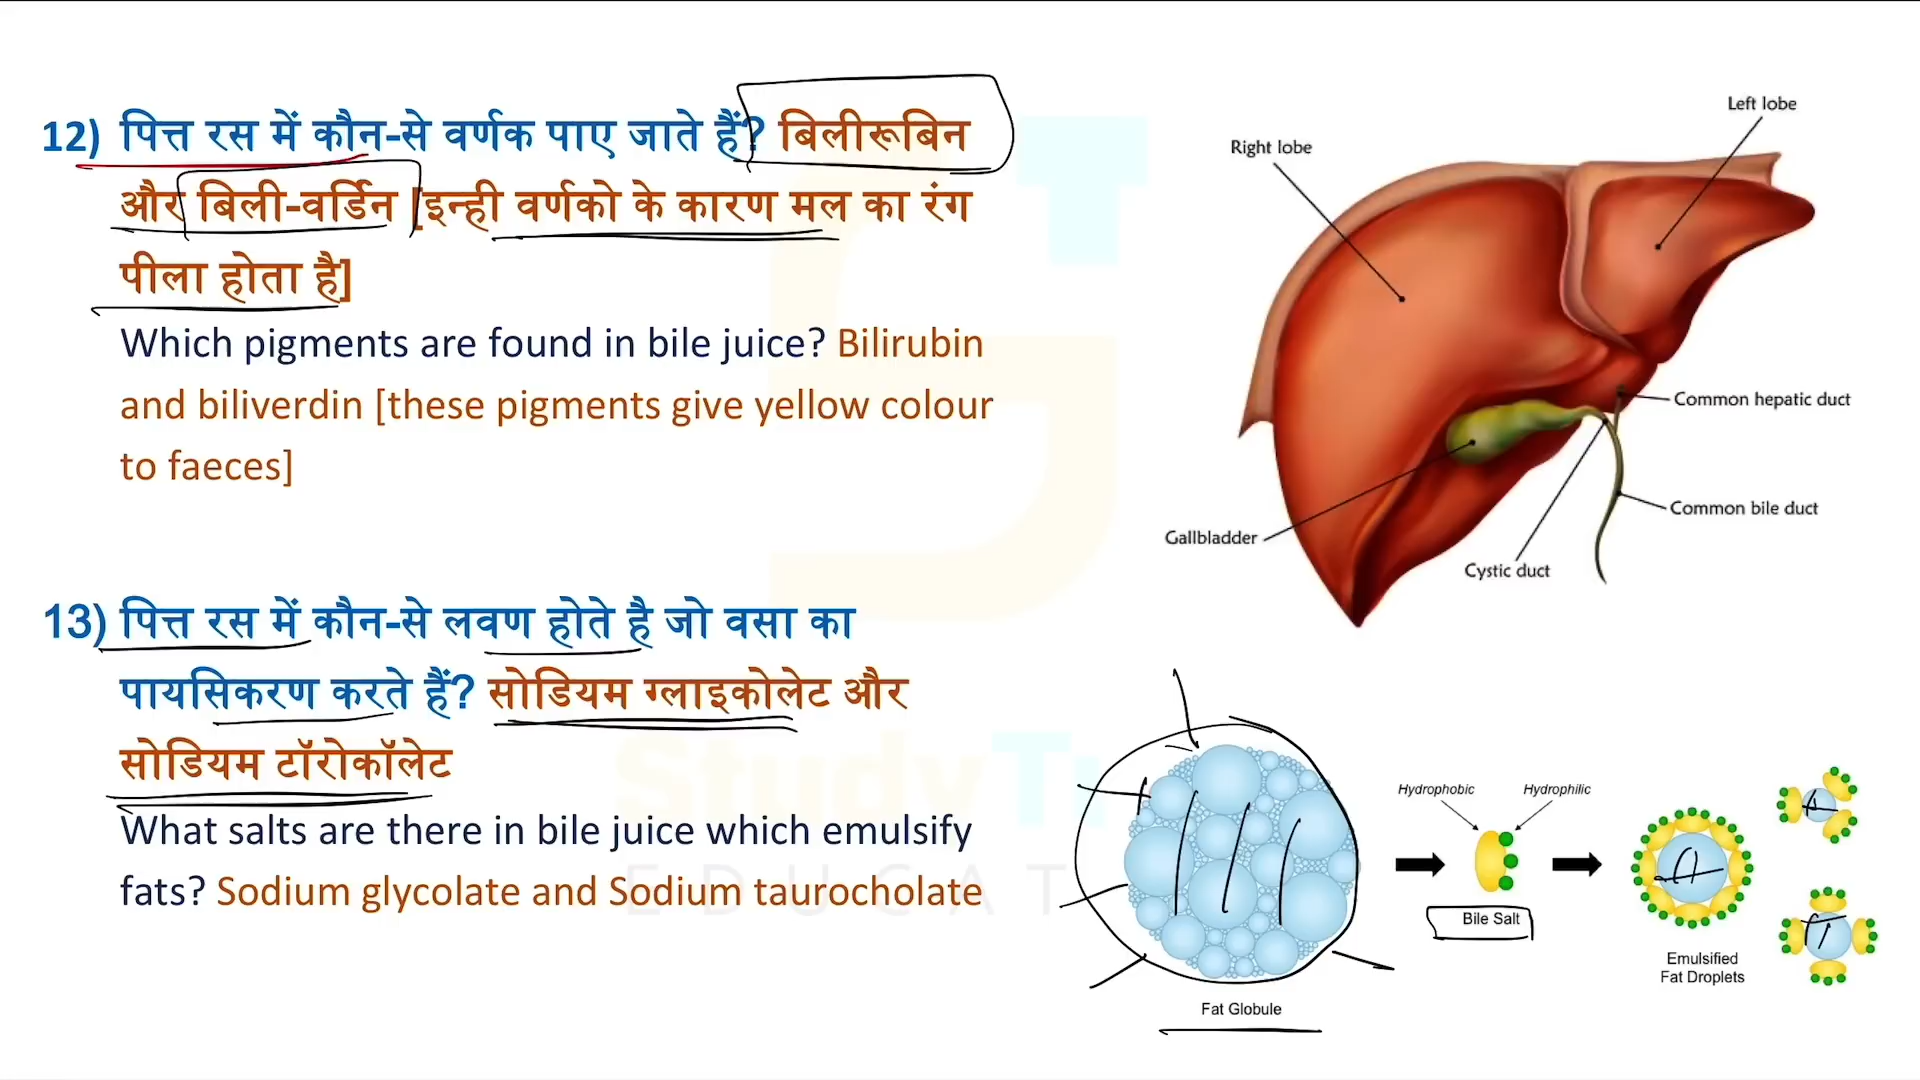 12) पित्त रस में कौन-से वर्णक पाए जाते हैं? बिलीरूबिन
और बिली-वर्डिन [इन्ही वर्णको के कारण मल का रंग
पीला होता है]
Which pigments are found in bile juice? Bilirubin
and biliverdin [these pigments give yellow colour
to faeces]
13) पित्त रस में कौन-से लवण होते है जो वसा का
पायसिकरण करते हैं? सोडियम ग्लाइकोलेट और
सोडियम टॉरोकॉलेट
What salts are there in bile juice which emulsify
fats? Sodium glycolate and Sodium taurocholate
Left lobe
Right lobe
Common hepatic duct
Common bile duct
Gallbladder
Cystic duct
Hydrophobic
Hydrophilic
Bile Salt
Emulsified
Fat Droplets
Fat Globule